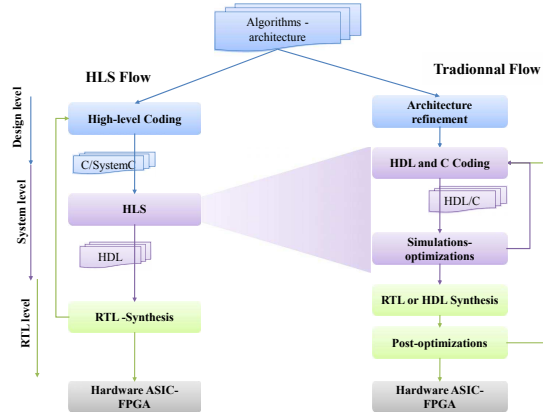 Algorithms -
architecture
HLS Flow
Tradionnal Flow
Design level
System level
RTL level
High-level Coding
C/SystemC
HLS
HDL
RTL -Synthesis
Hardware ASIC-
FPGA
Architecture
refinement
HDL and C Coding
HDL/C
Simulations-
optimizations
RTL or HDL Synthesis
Post-optimizations
Hardware ASIC-
FPGA